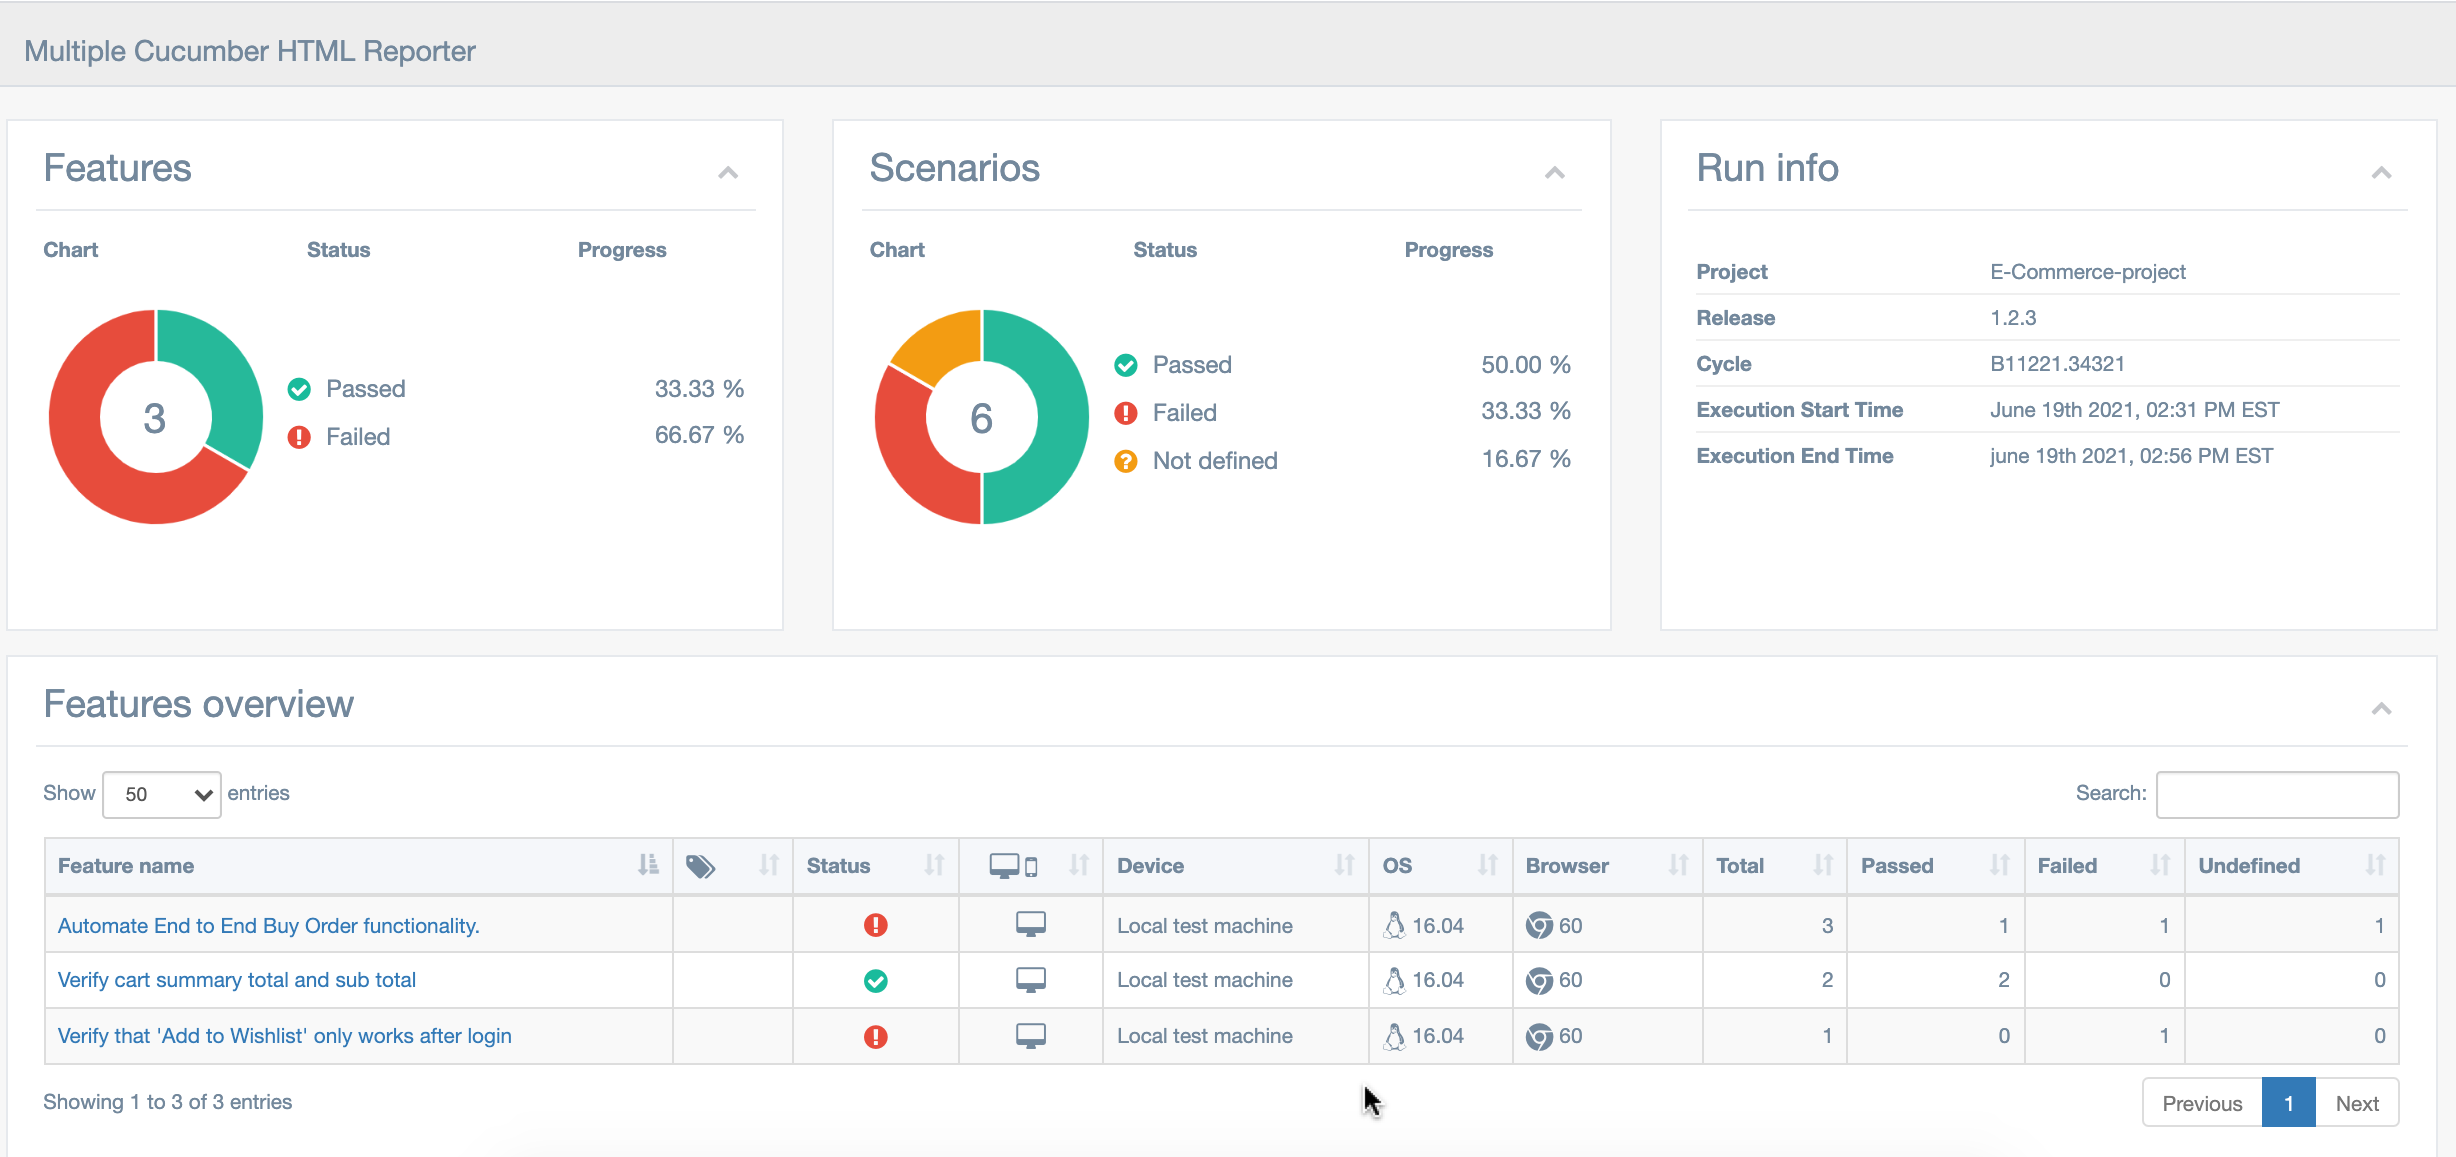 Multiple Cucumber HTML Reporter
Features
Chart Status Progress
3
Passed 33.33 %
Failed 66.67 %
Scenarios
Chart Status Progress
6
Passed 50.00 %
Failed 33.33 %
Not defined 16.67 %
Run info
Project E-Commerce-project
Release 1.2.3
Cycle B11221.34321
Execution Start Time June 19th 2021, 02:31 PM EST
Execution End Time june 19th 2021, 02:56 PM EST
Features overview
Show 50 entries Search:
Feature name Status Device OS Browser Total Passed Failed Undefined
Automate End to End Buy Order functionality. Local test machine 16.04 60 3 1 1 1
Verify cart summary total and sub total Local test machine 16.04 60 2 2 0 0
Verify that 'Add to Wishlist' only works after login Local test machine 16.04 60 1 0 1 0
Showing 1 to 3 of 3 entries Previous 1 Next